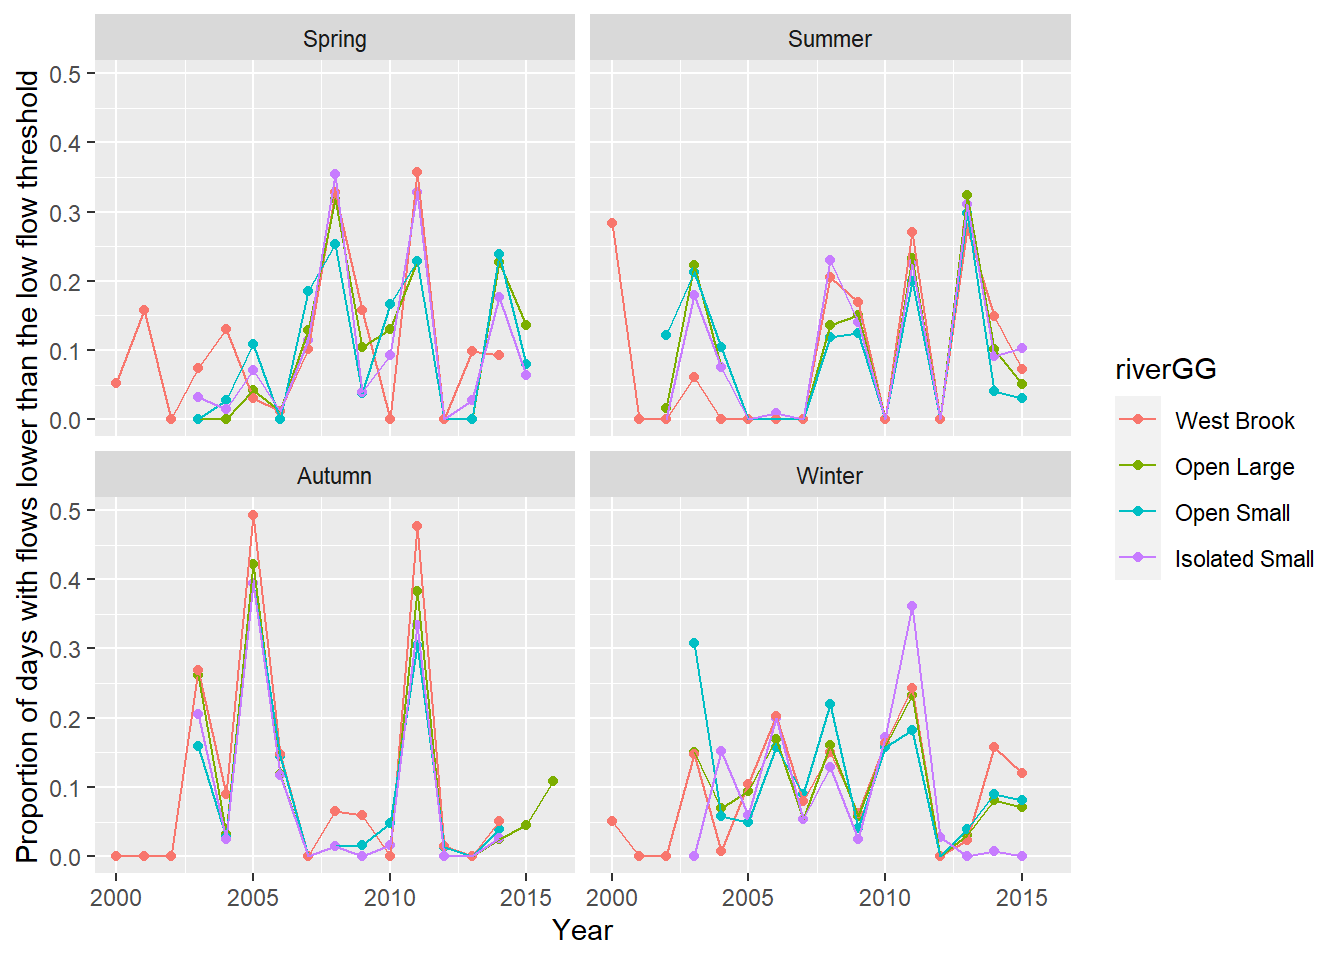 Spring
Summer
0.5
0.4
0.3
0.2
0.1
0.0
Autumn
Winter
0.5
0.4
0.3
0.2
0.1
0.0
2000 2005 2010 2015
2000 2005 2010 2015
Year
Proportion of days with flows lower than the low flow threshold
riverGG
West Brook
Open Large
Open Small
Isolated Small